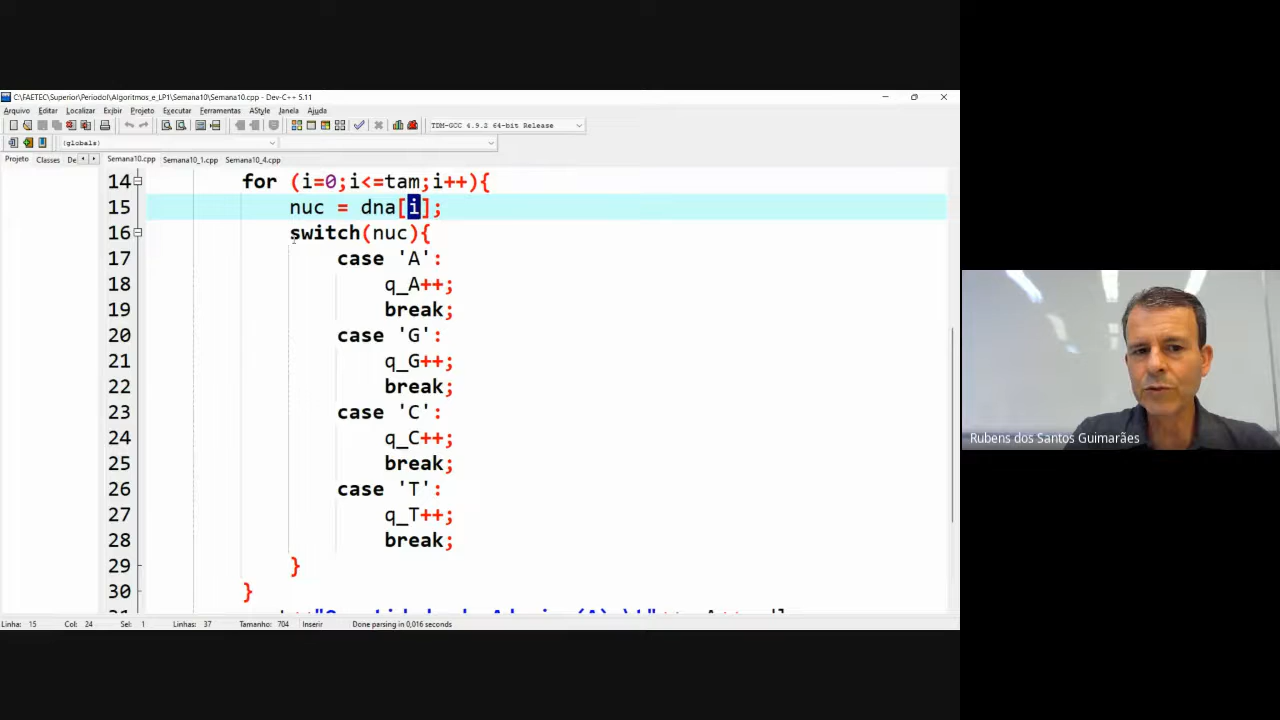 C:\FAETEC\Superior\PeriodoI\Algoritmos_e_LP1\Semana10\Semana10.cpp - Dev-C++ 5.11
Arquivo Editar Localizar Exibir Projeto Executar Ferramentas AStyle Janela Ajuda
TDM-GCC 4.9.2 64-bit Release
(globals)
Projeto Classes De Semana10.cpp Semana10_1.cpp Semana10_4.cpp
14 for (i=0;i<=tam;i++){
15 nuc = dna[i];
16 switch(nuc){
17 case 'A':
18 q_A++;
19 break;
20 case 'G':
21 q_G++;
22 break;
23 case 'C':
24 q_C++;
25 break;
26 case 'T':
27 q_T++;
28 break;
29 }
30 }
Linha: 15 Col: 24 Sel: 1 Linhas: 37 Tamanho: 704 Inserir Done parsing in 0,016 seconds
Rubens dos Santos Guimarães